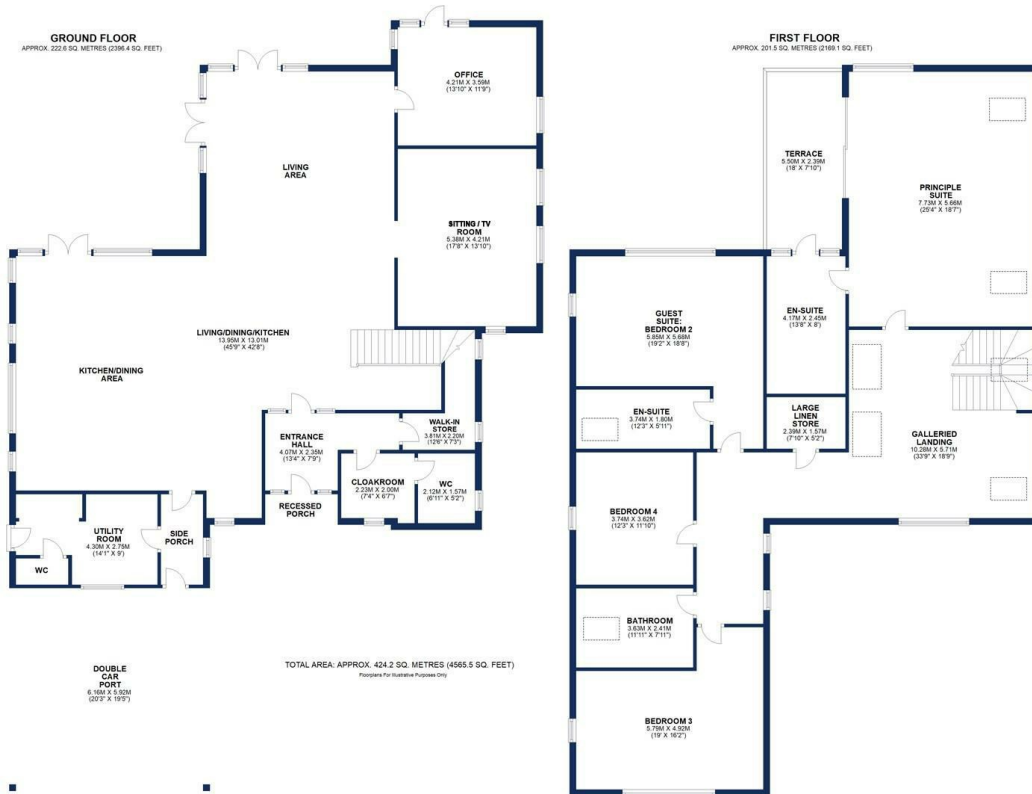 GROUND FLOOR
APPROX. 222.6 SQ. METRES (2396.4 SQ. FEET)
OFFICE
4.21M X 3.59M
(13'10" X 11'9")
LIVING
AREA
SITTING / TV
ROOM
5.38M X 4.21M
(17'8" X 13'10")
LIVING/DINING/KITCHEN
13.95M X 13.01M
(45'9" X 42'8")
KITCHEN/DINING
AREA
ENTRANCE
HALL
4.07M X 2.35M
(13'4" X 7'9")
WALK-IN
STORE
3.81M X 2.20M
(12'6" X 7'3")
CLOAKROOM
2.23M X 2.00M
(7'4" X 6'7")
WC
2.12M X 1.57M
(6'11" X 5'2")
RECESSED
PORCH
UTILITY
ROOM
4.30M X 2.75M
(14'1" X 9')
SIDE
PORCH
WC
DOUBLE
CAR
PORT
6.16M X 5.92M
(20'3" X 19'5")
TOTAL AREA: APPROX. 424.2 SQ. METRES (4565.5 SQ. FEET)
Floorplans For Illustrative Purposes Only
FIRST FLOOR
APPROX. 201.5 SQ. METRES (2169.1 SQ. FEET)
TERRACE
5.50M X 2.39M
(18' X 7'10")
PRINCIPLE
SUITE
7.73M X 5.66M
(25'4" X 18'7")
GUEST
SUITE:
BEDROOM 2
5.85M X 5.68M
(19'2" X 18'8")
EN-SUITE
4.17M X 2.45M
(13'8" X 8')
EN-SUITE
3.74M X 1.80M
(12'3" X 5'11")
LARGE
LINEN
STORE
2.39M X 1.57M
(7'10" X 5'2")
GALLERIED
LANDING
10.28M X 5.71M
(33'9" X 18'9")
BEDROOM 4
3.74M X 3.62M
(12'3" X 11'10")
BATHROOM
3.63M X 2.41M
(11'11" X 7'11")
BEDROOM 3
5.79M X 4.92M
(19' X 16'2")